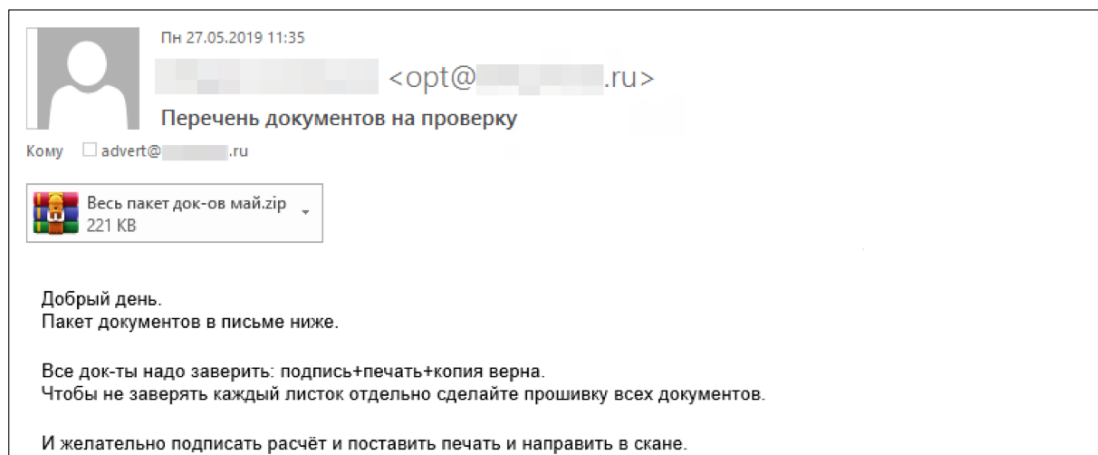 Пн 27.05.2019 11:35
<opt@ .ru>
Перечень документов на проверку
Кому advert@ .ru
Весь пакет док-ов май.zip
221 KB
Добрый день.
Пакет документов в письме ниже.
Все док-ты надо заверить: подпись+печать+копия верна.
Чтобы не заверять каждый листок отдельно сделайте прошивку всех документов.
И желательно подписать расчёт и поставить печать и направить в скане.